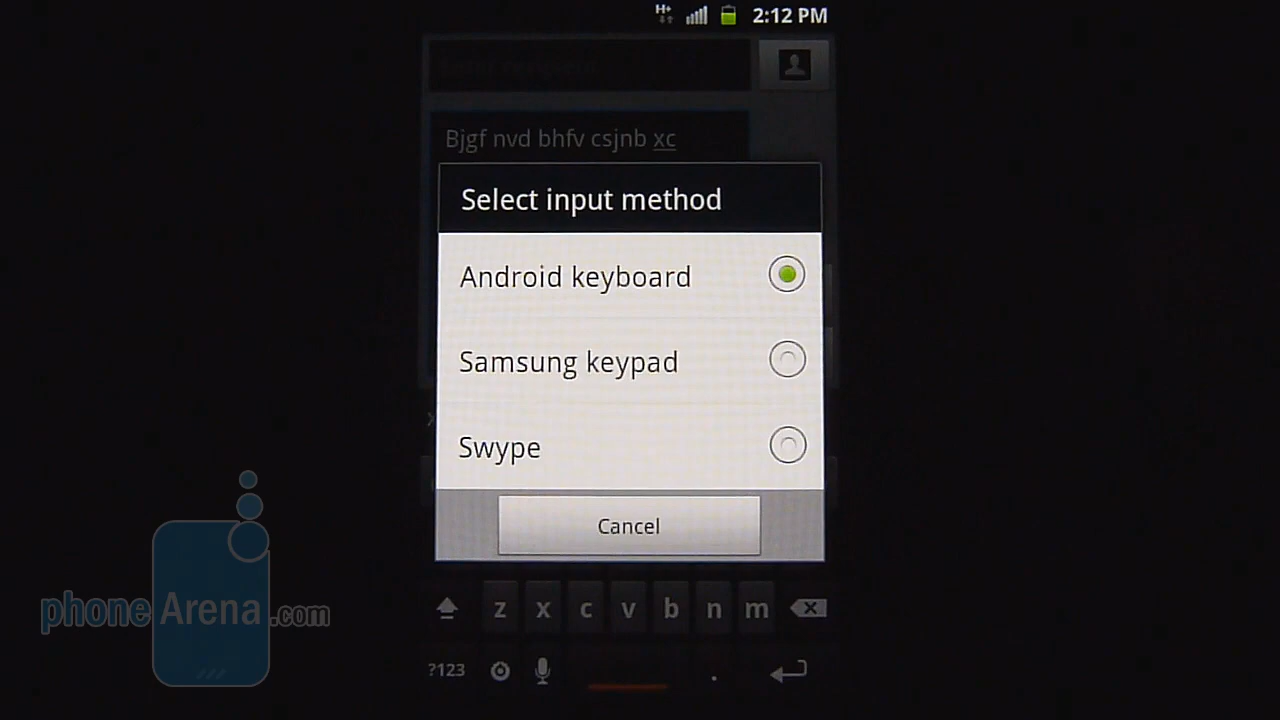 H+ 2:12 PM
Bjgf nvd bhfv csjnb xc
Select input method
Android keyboard
Samsung keypad
Swype
Cancel
z x c v b n m
?123 .
phoneArena.com